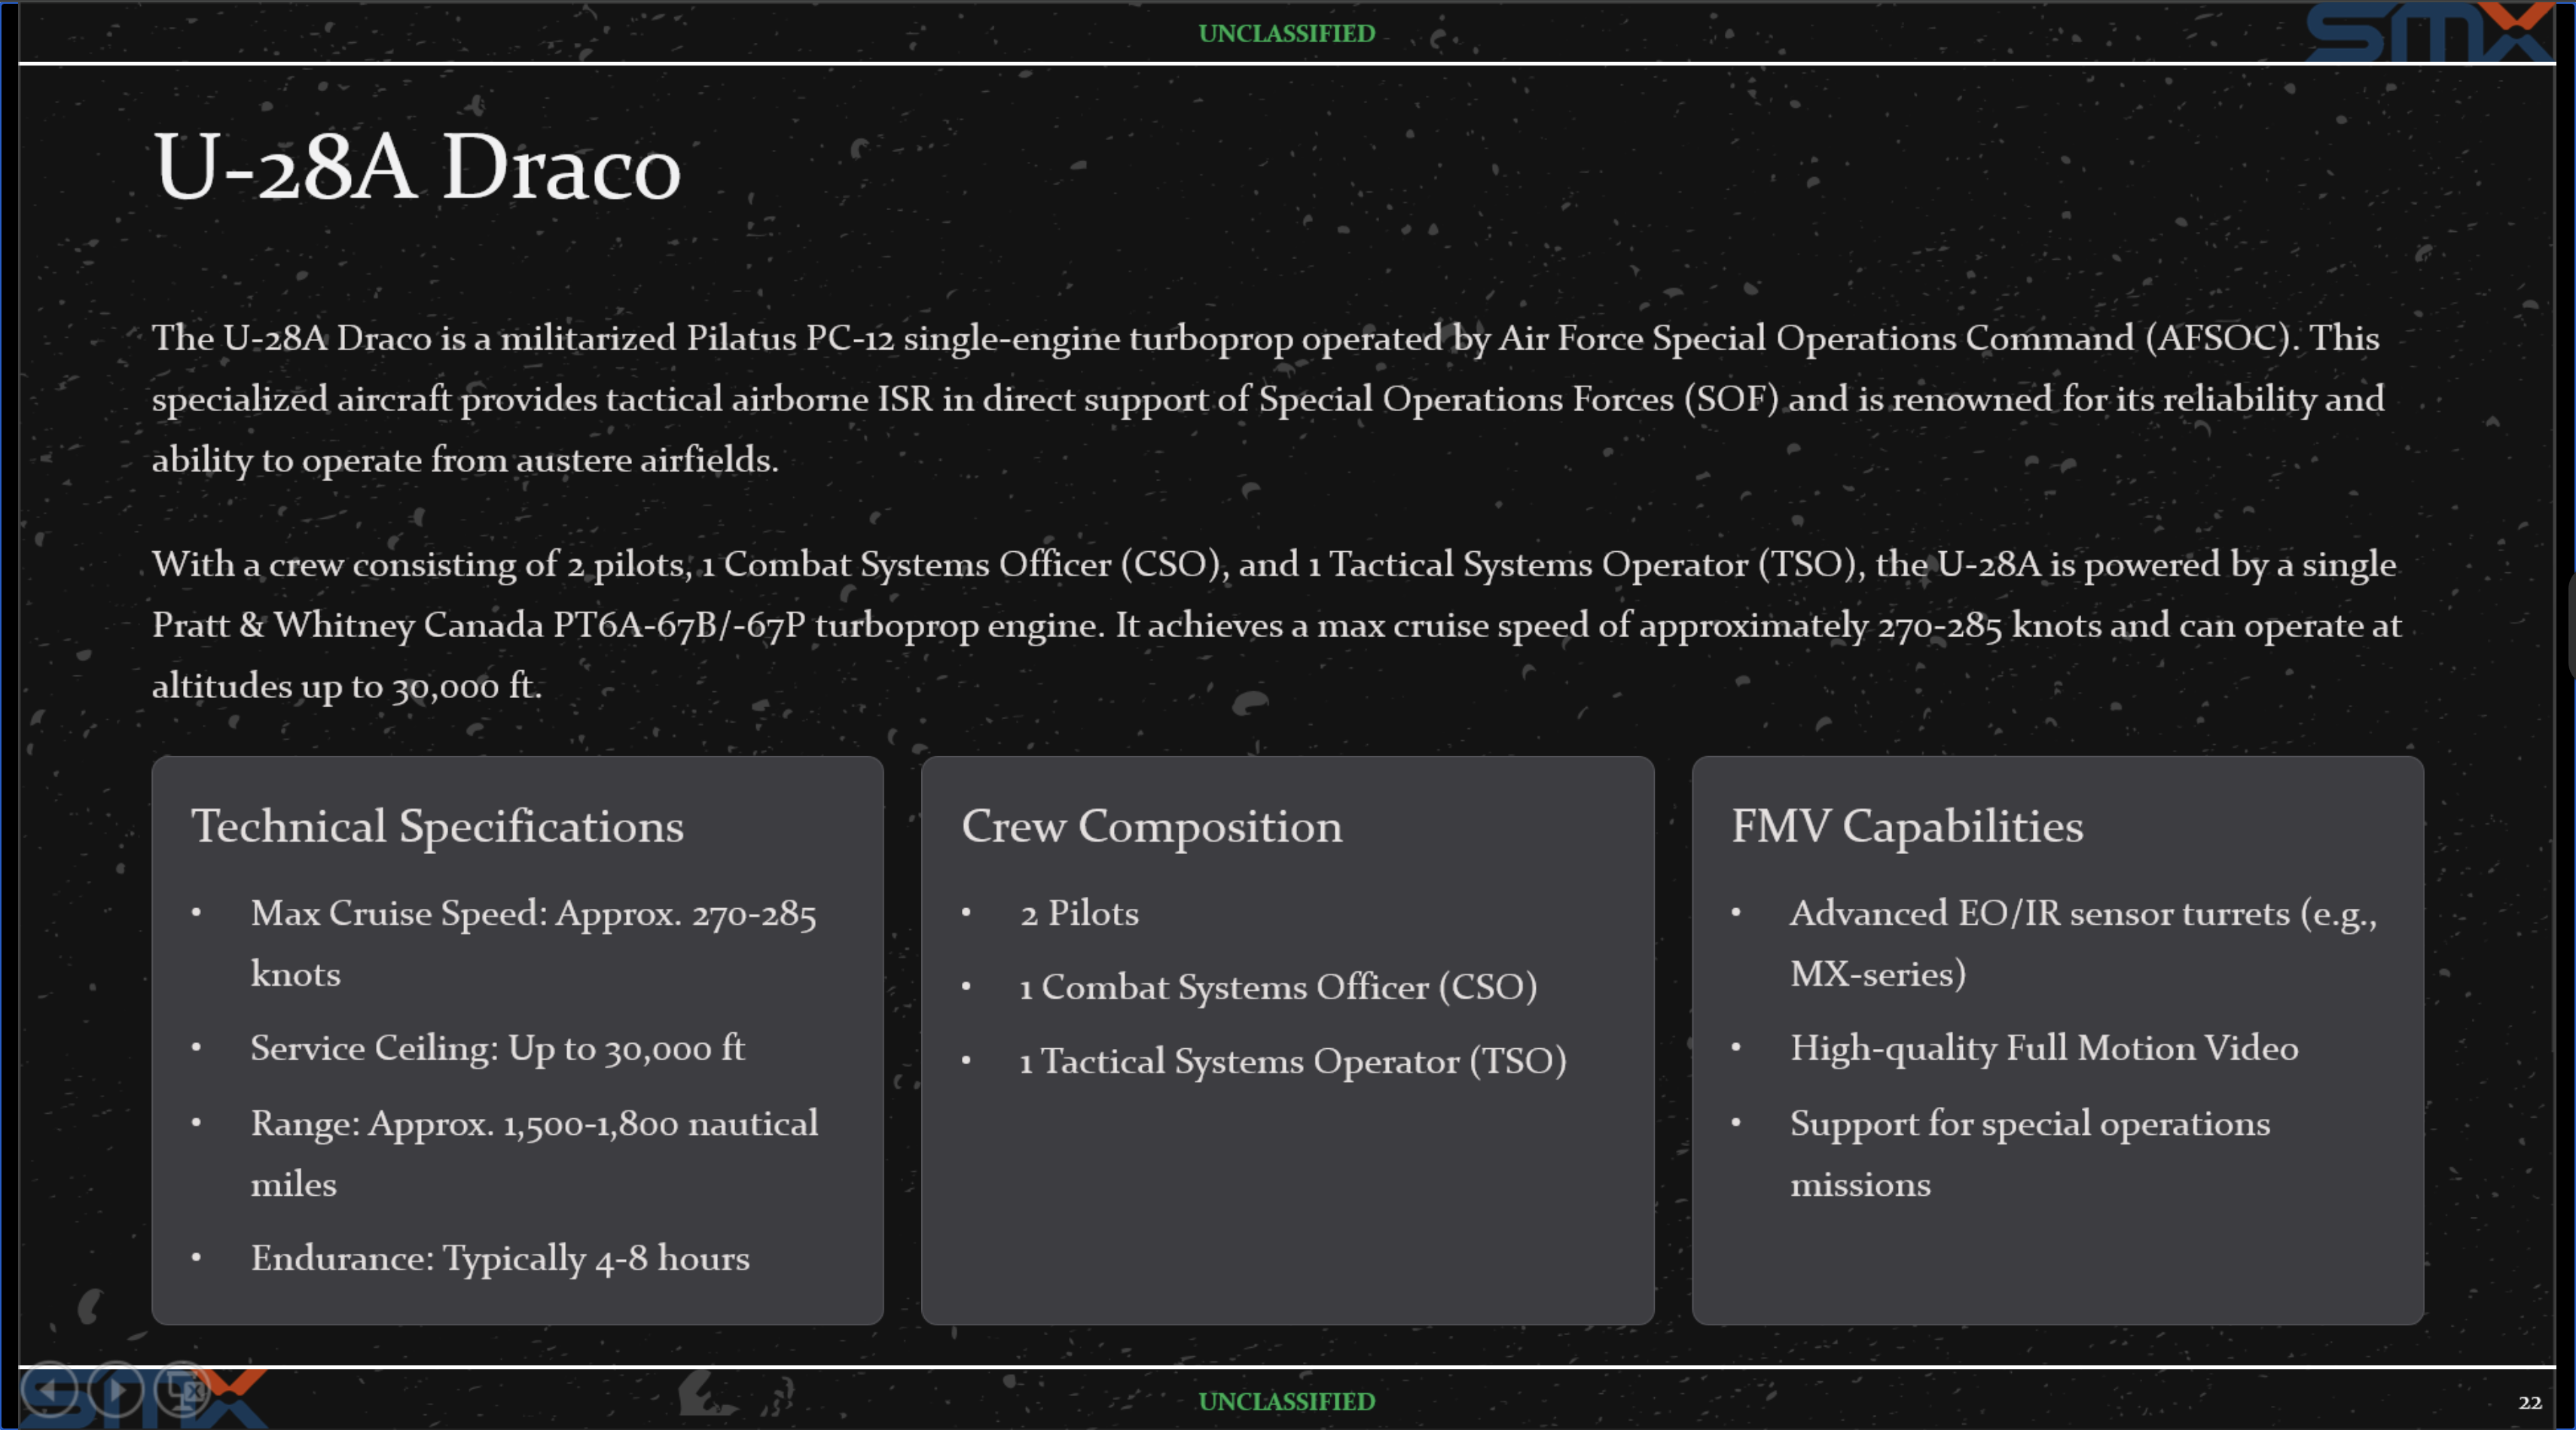 UNCLASSIFIED
SMX
U-28A Draco
The U-28A Draco is a militarized Pilatus PC-12 single-engine turboprop operated by Air Force Special Operations Command (AFSOC). This
specialized aircraft provides tactical airborne ISR in direct support of Special Operations Forces (SOF) and is renowned for its reliability and
ability to operate from austere airfields.
With a crew consisting of 2 pilots, 1 Combat Systems Officer (CSO), and 1 Tactical Systems Operator (TSO), the U-28A is powered by a single
Pratt & Whitney Canada PT6A-67B/-67P turboprop engine. It achieves a max cruise speed of approximately 270-285 knots and can operate at
altitudes up to 30,000 ft.
Technical Specifications
• Max Cruise Speed: Approx. 270-285
knots
• Service Ceiling: Up to 30,000 ft
• Range: Approx. 1,500-1,800 nautical
miles
• Endurance: Typically 4-8 hours
Crew Composition
• 2 Pilots
• 1 Combat Systems Officer (CSO)
• 1 Tactical Systems Operator (TSO)
FMV Capabilities
• Advanced EO/IR sensor turrets (e.g.,
MX-series)
• High-quality Full Motion Video
• Support for special operations
missions
SMX
UNCLASSIFIED
22